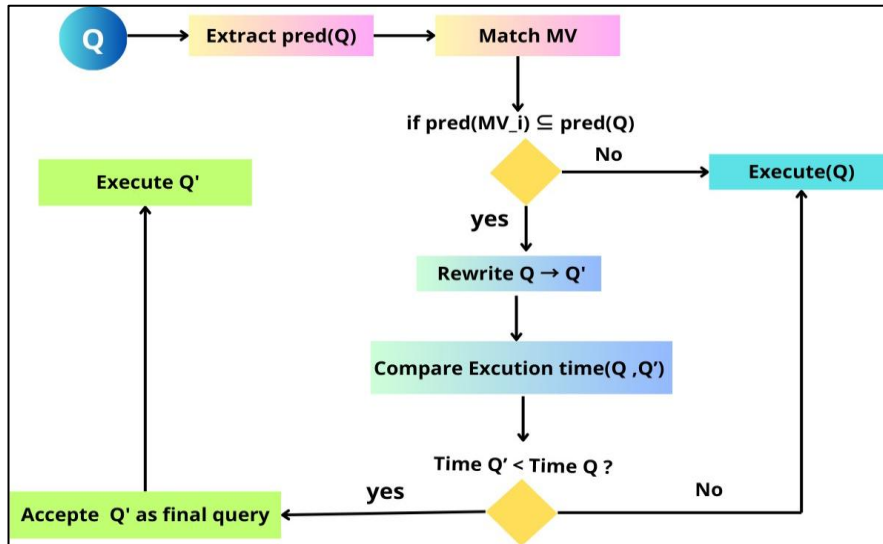 Q
Extract pred(Q)
Match MV
if pred(MV_i) ⊆ pred(Q)
No
Execute(Q)
Execute Q'
yes
Rewrite Q → Q'
Compare Excution time(Q ,Q’)
Time Q’ < Time Q ?
yes
No
Accepte Q' as final query